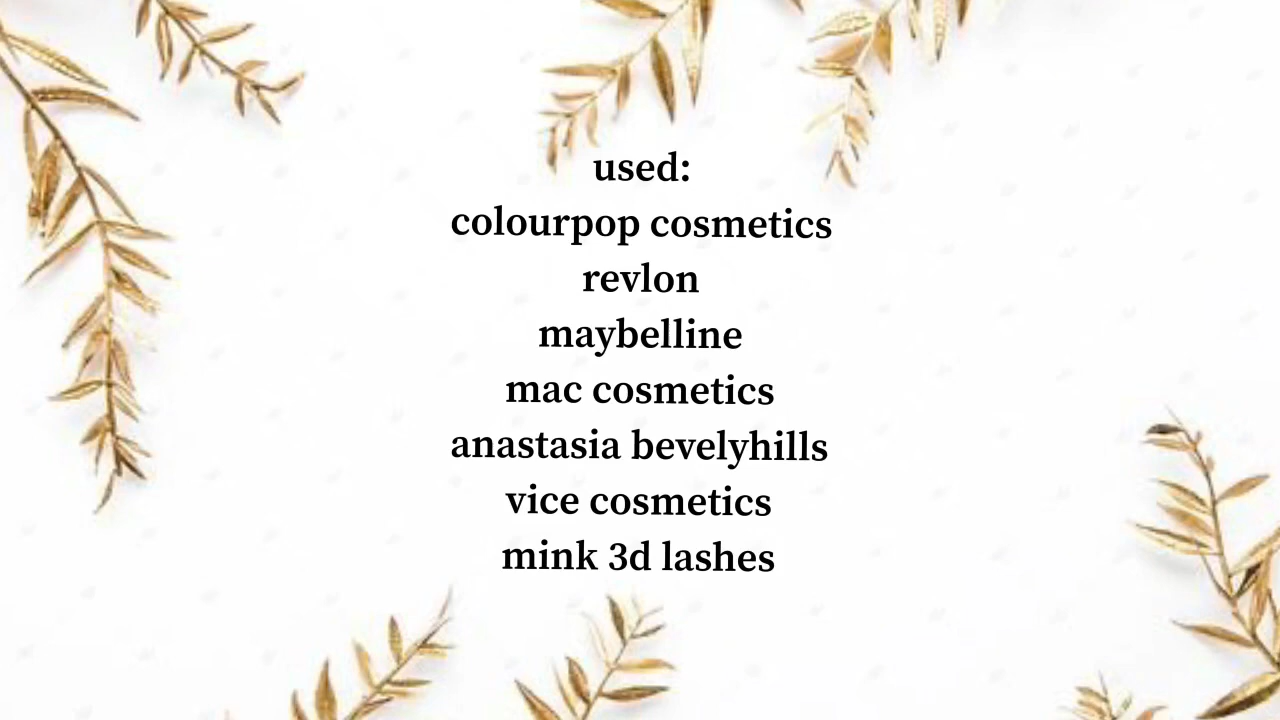 used:
colourpop cosmetics
revlon
maybelline
mac cosmetics
anastasia bevelyhills
vice cosmetics
mink 3d lashes